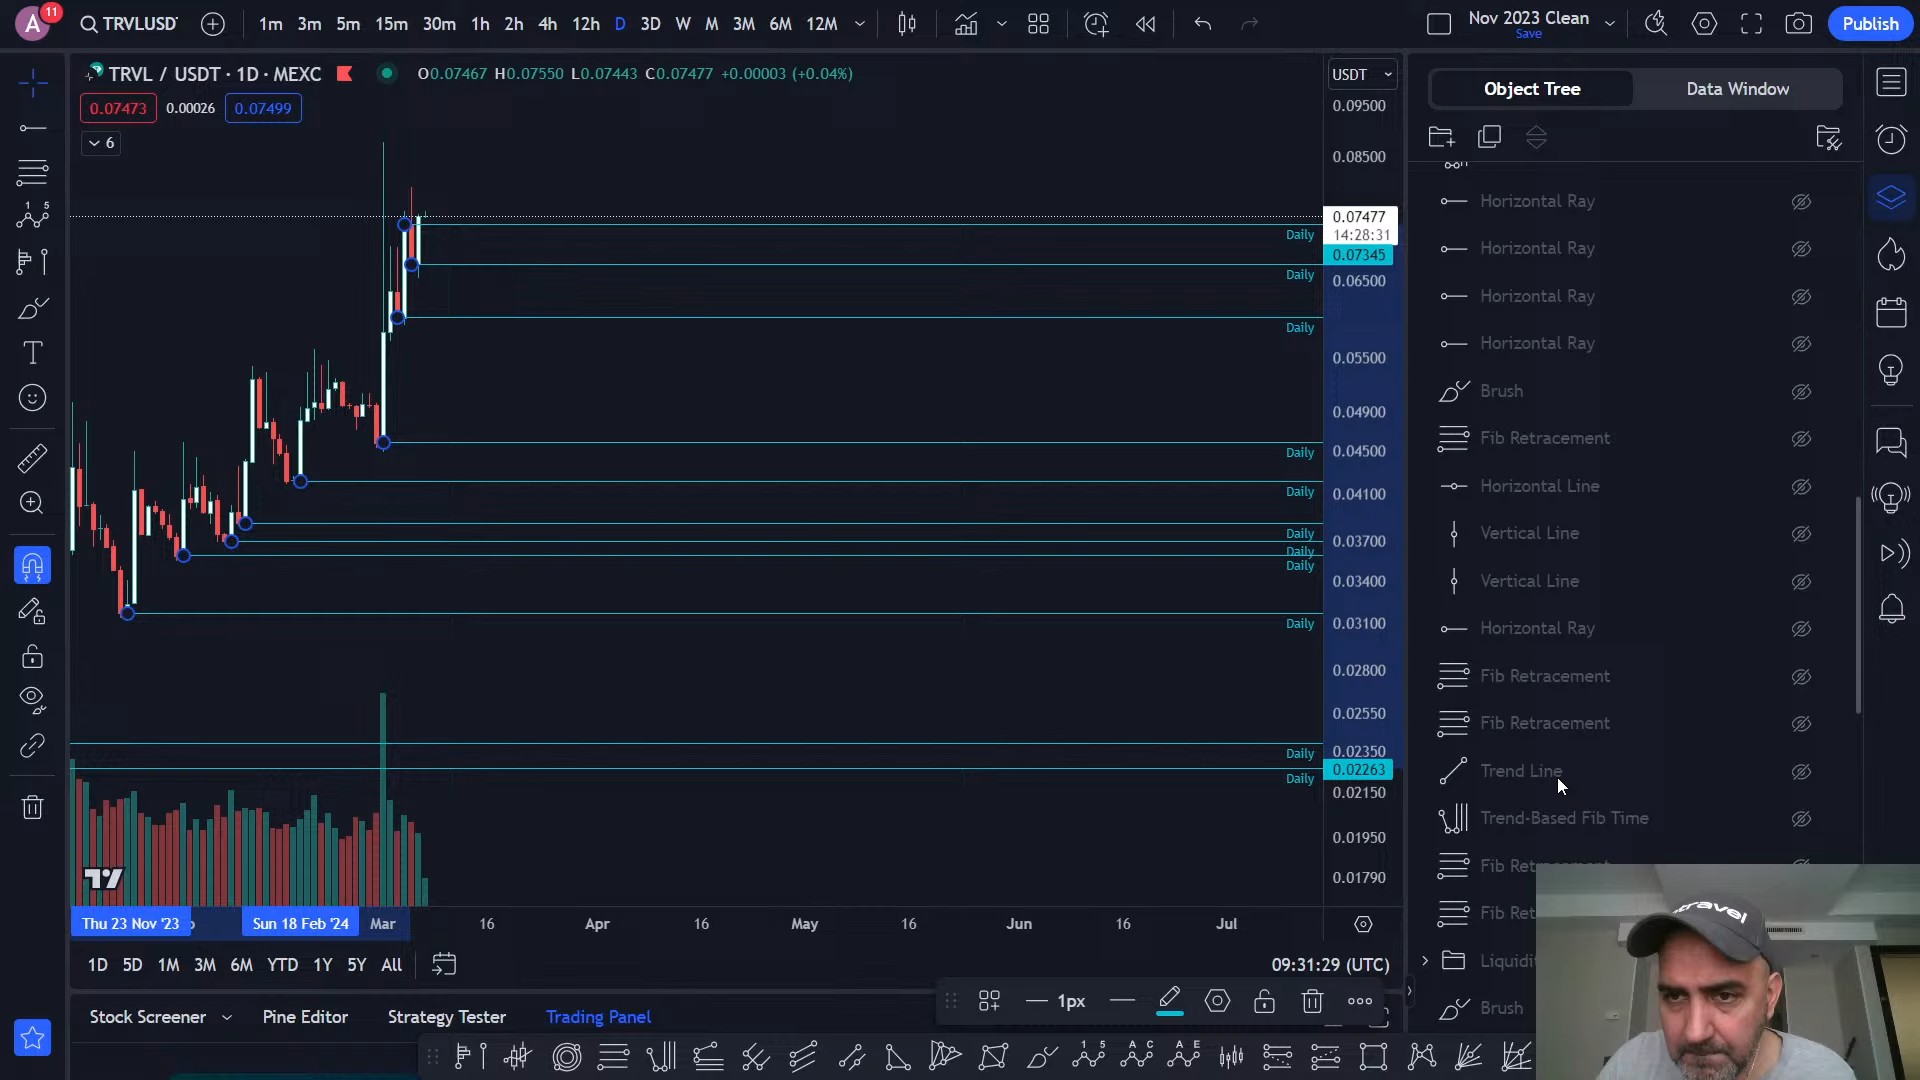 A
11
TRVLUSD
1m 3m 5m 15m 30m 1h 2h 4h 12h D 3D W M 3M 6M 12M
Nov 2023 Clean
Save
Publish
TRVL / USDT · 1D · MEXC
O0.07467 H0.07550 L0.07443 C0.07477 +0.00003 (+0.04%)
USDT
0.07473 0.00026 0.07499
6
0.09500
0.08500
0.07477
14:28:31
0.07345
0.06500
0.05500
0.04900
0.04500
0.04100
0.03700
0.03400
0.03100
0.02800
0.02550
0.02350
0.02263
0.02150
0.01950
0.01790
Daily
Daily
Daily
Daily
Daily
Daily
Daily
Daily
Daily
Daily
Daily
Thu 23 Nov '23 Sun 18 Feb '24 Mar 16 Apr 16 May 16 Jun 16 Jul
1D 5D 1M 3M 6M YTD 1Y 5Y All
09:31:29 (UTC)
1px
Stock Screener Pine Editor Strategy Tester Trading Panel
Object Tree Data Window
Horizontal Ray
Horizontal Ray
Horizontal Ray
Horizontal Ray
Brush
Fib Retracement
Horizontal Line
Vertical Line
Vertical Line
Horizontal Ray
Fib Retracement
Fib Retracement
Trend Line
Trend-Based Fib Time
Fib Retracement
Fib Ret
Liquidi
Brush
travel